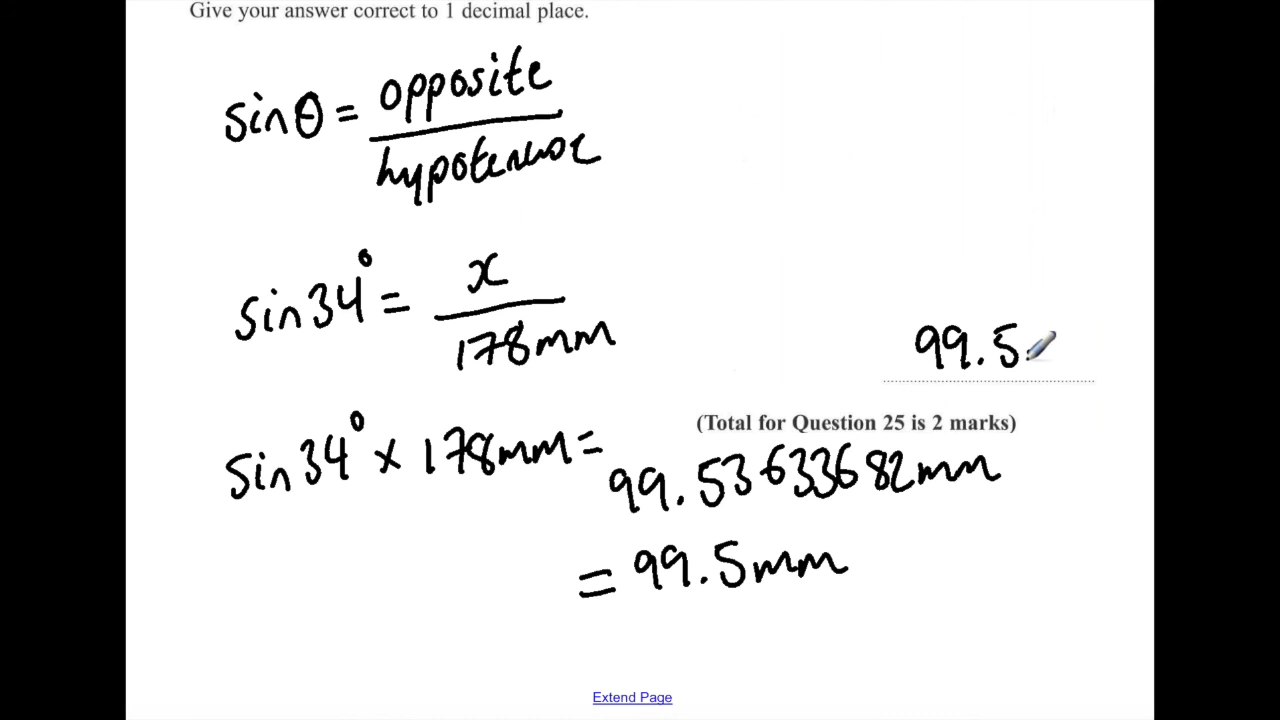 Give your answer correct to 1 decimal place.
sinθ = opposite / hypotenuse
sin34° = x / 178mm
99.5
(Total for Question 25 is 2 marks)
sin34° × 178mm = 99.53633682mm
= 99.5mm
Extend Page